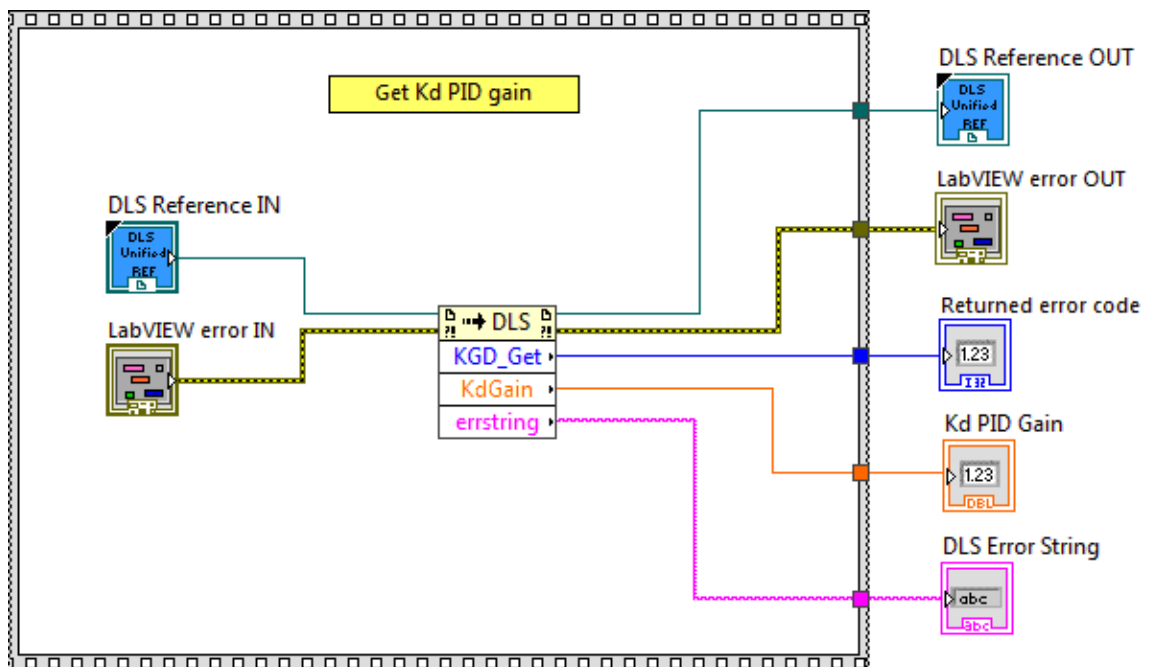 Get Kd PID gain
DLS Reference OUT
DLS
Unified
REF
LabVIEW error OUT
DLS Reference IN
DLS
Unified
REF
LabVIEW error IN
?! DLS ?!
KGD_Get
KdGain
errstring
Returned error code
1.23
I32
Kd PID Gain
1.23
DBL
DLS Error String
abc
abc